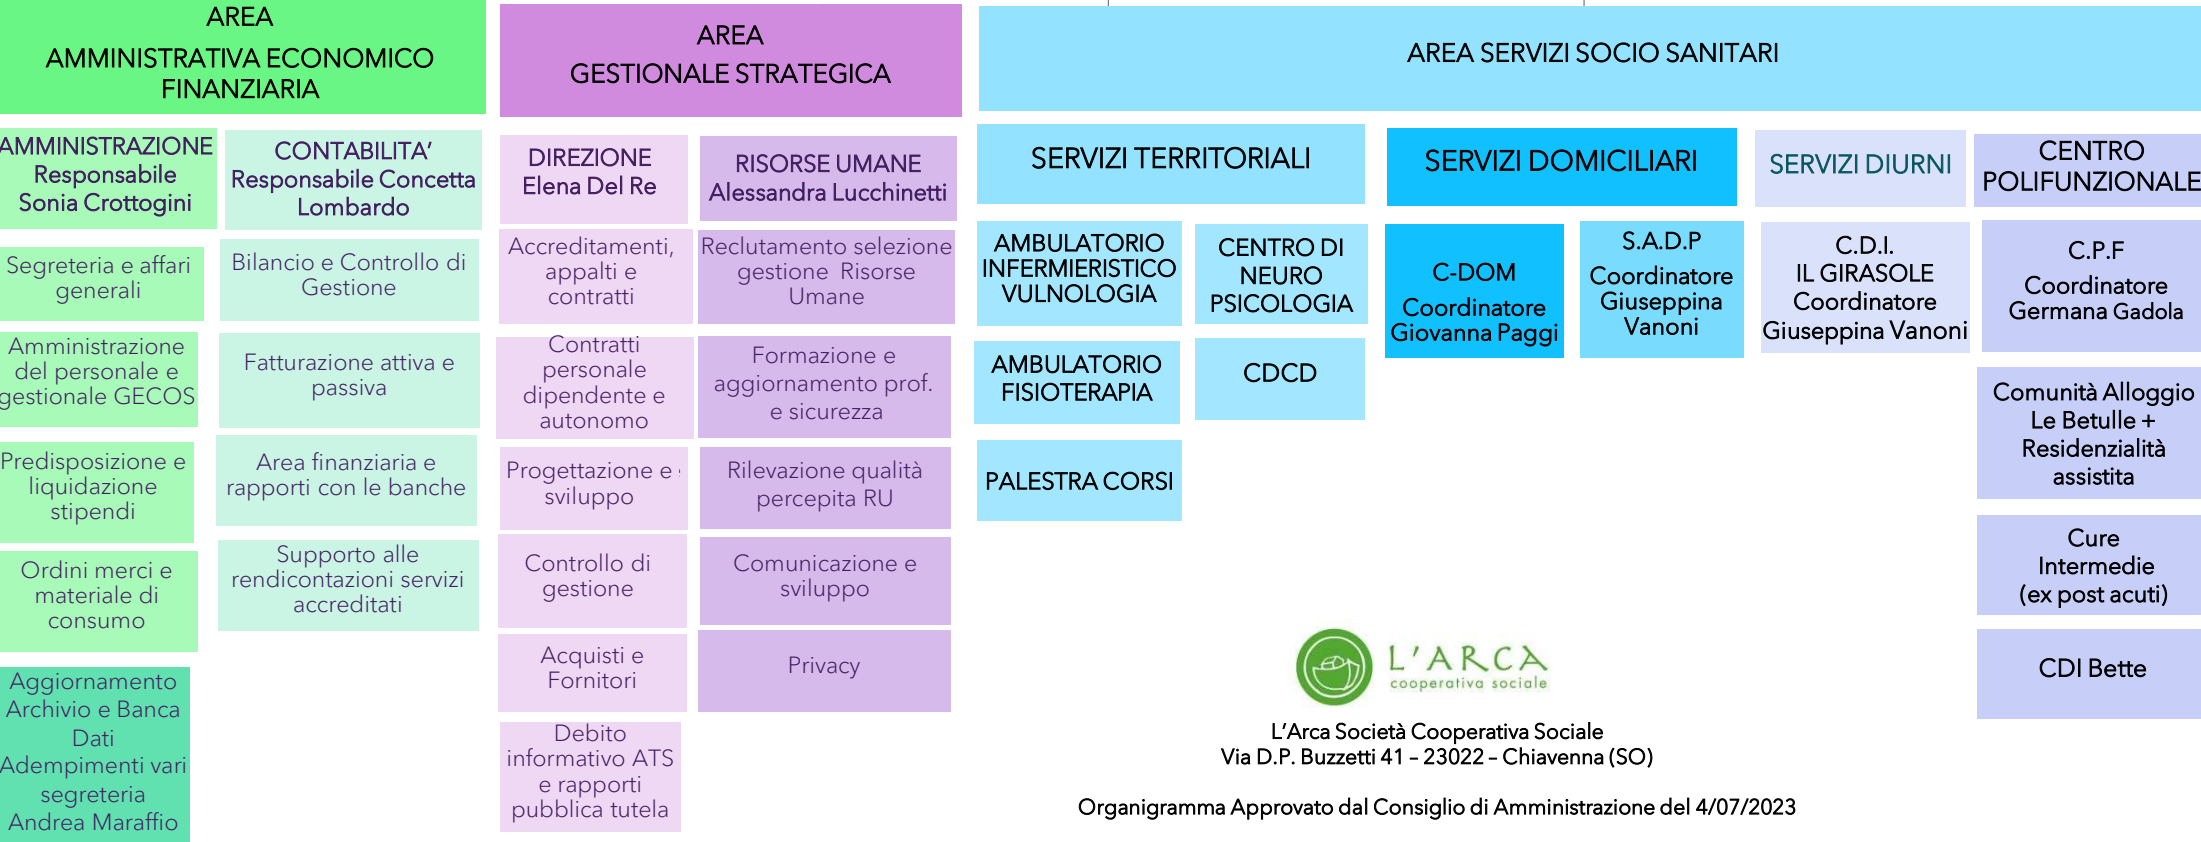 AREA
AMMINISTRATIVA ECONOMICO
FINANZIARIA
AMMINISTRAZIONE
Responsabile
Sonia Crottogini
Segreteria e affari
generali
Amministrazione
del personale e
gestionale GECOS
Predisposizione e
liquidazione
stipendi
Ordini merci e
materiale di
consumo
Aggiornamento
Archivio e Banca
Dati
Adempimenti vari
segreteria
Andrea Maraffio
CONTABILITA’
Responsabile Concetta
Lombardo
Bilancio e Controllo di
Gestione
Fatturazione attiva e
passiva
Area finanziaria e
rapporti con le banche
Supporto alle
rendicontazioni servizi
accreditati
AREA
GESTIONALE STRATEGICA
DIREZIONE
Elena Del Re
Accreditamenti,
appalti e
contratti
Contratti
personale
dipendente e
autonomo
Progettazione e
sviluppo
Controllo di
gestione
Acquisti e
Fornitori
Debito
informativo ATS
e rapporti
pubblica tutela
RISORSE UMANE
Alessandra Lucchinetti
Reclutamento selezione
gestione Risorse
Umane
Formazione e
aggiornamento prof.
e sicurezza
Rilevazione qualità
percepita RU
Comunicazione e
sviluppo
Privacy
AREA SERVIZI SOCIO SANITARI
SERVIZI TERRITORIALI
AMBULATORIO
INFERMIERISTICO
VULNOLOGIA
AMBULATORIO
FISIOTERAPIA
PALESTRA CORSI
CENTRO DI
NEURO
PSICOLOGIA
CDCD
SERVIZI DOMICILIARI
C-DOM
Coordinatore
Giovanna Paggi
S.A.D.P
Coordinatore
Giuseppina
Vanoni
SERVIZI DIURNI
C.D.I.
IL GIRASOLE
Coordinatore
Giuseppina Vanoni
CENTRO
POLIFUNZIONALE
C.P.F
Coordinatore
Germana Gadola
Comunità Alloggio
Le Betulle +
Residenzialità
assistita
Cure
Intermedie
(ex post acuti)
CDI Bette
L'ARCA
cooperativa sociale
L’Arca Società Cooperativa Sociale
Via D.P. Buzzetti 41 – 23022 – Chiavenna (SO)
Organigramma Approvato dal Consiglio di Amministrazione del 4/07/2023